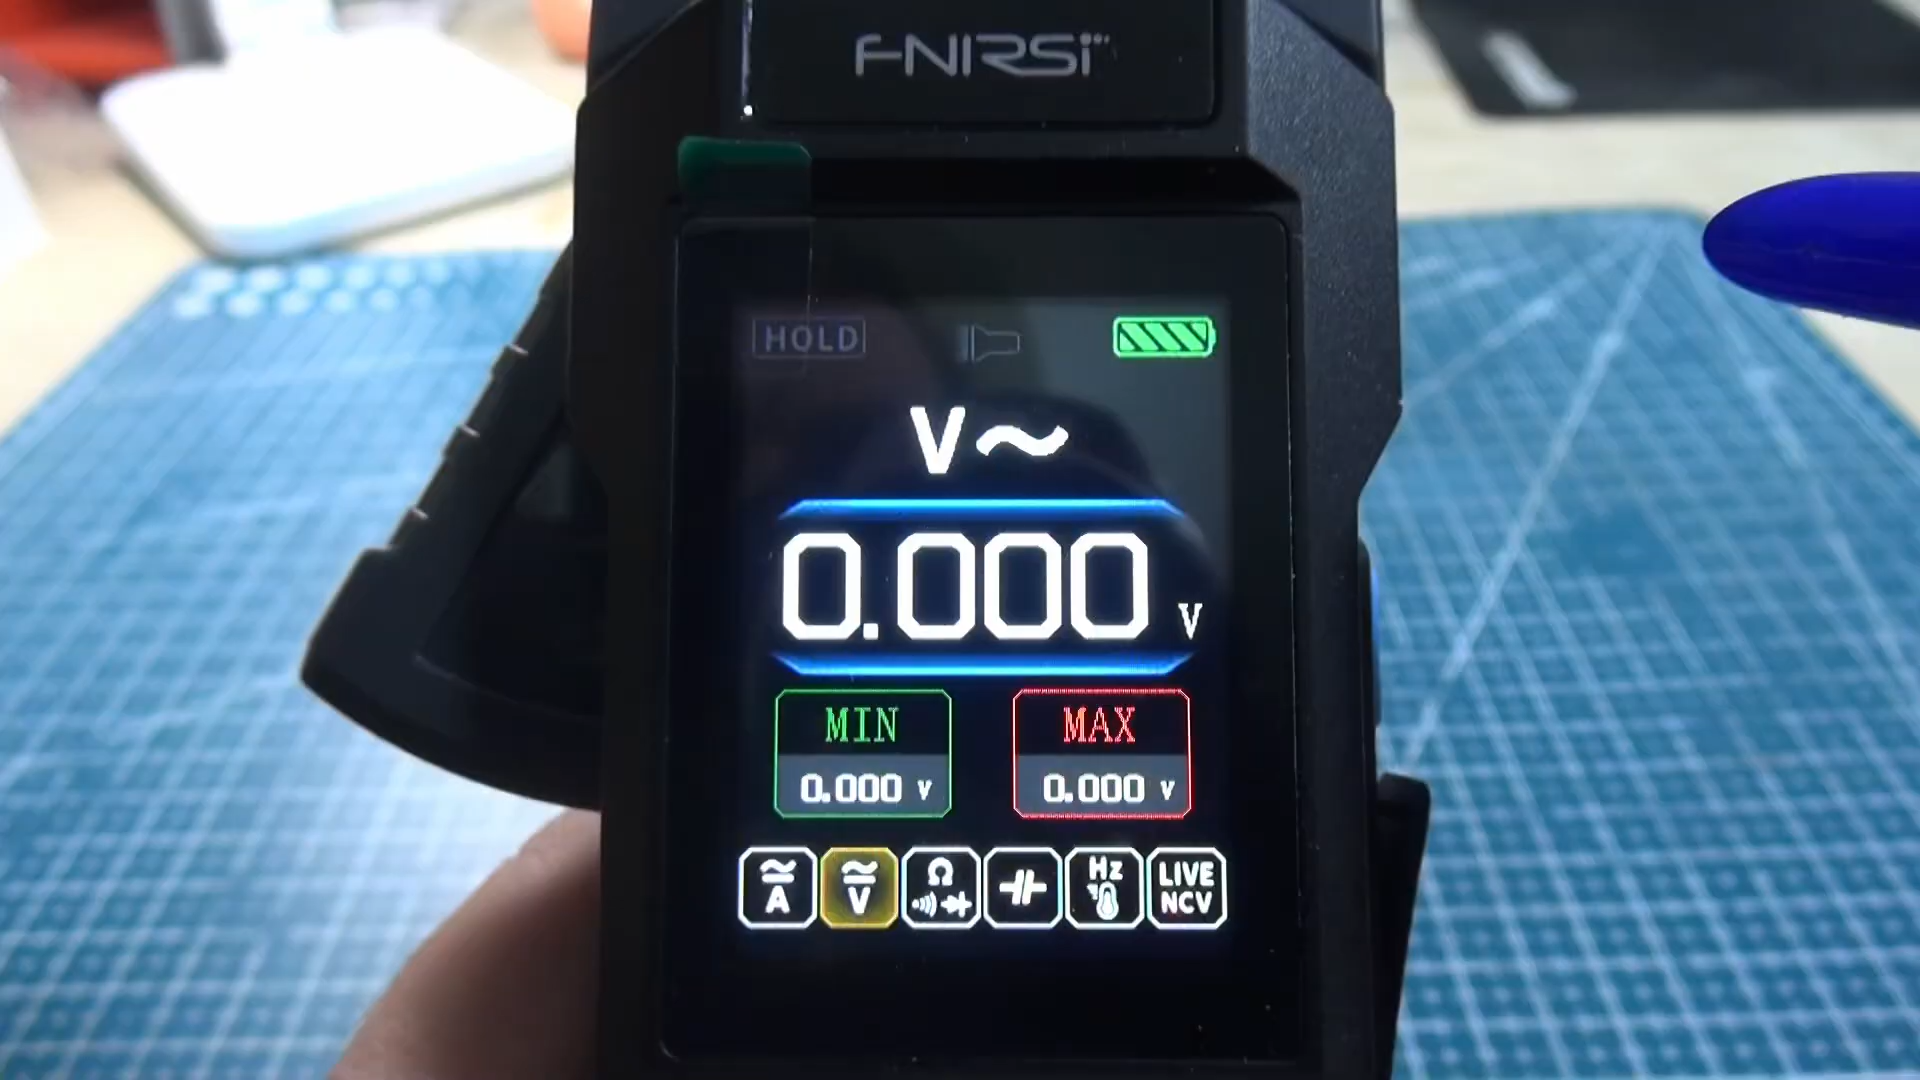 FNIRSI
HOLD
V~
0.000 V
MIN
MAX
0.000 V
0.000 V
A
V
Ω
Hz
LIVE
NCV